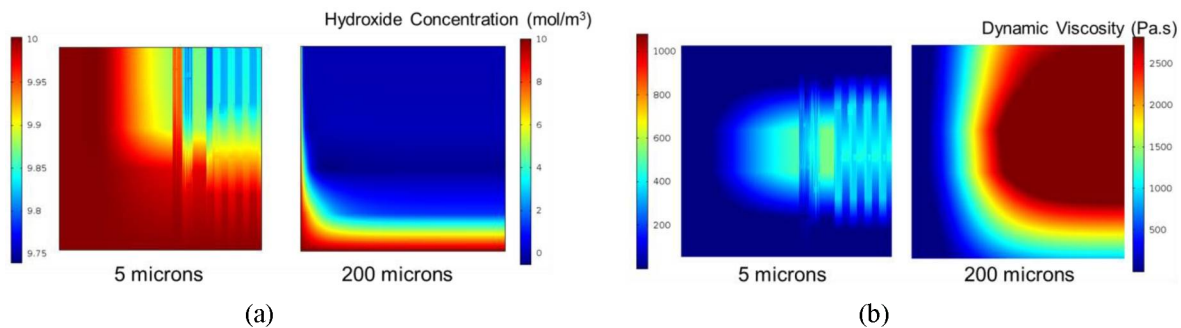 Hydroxide Concentration (mol/m³)
10
9.95
9.9
9.85
9.8
9.75
10
8
6
4
2
0
5 microns
200 microns
(a)
Dynamic Viscosity (Pa.s)
1000
800
600
400
200
2500
2000
1500
1000
500
5 microns
200 microns
(b)